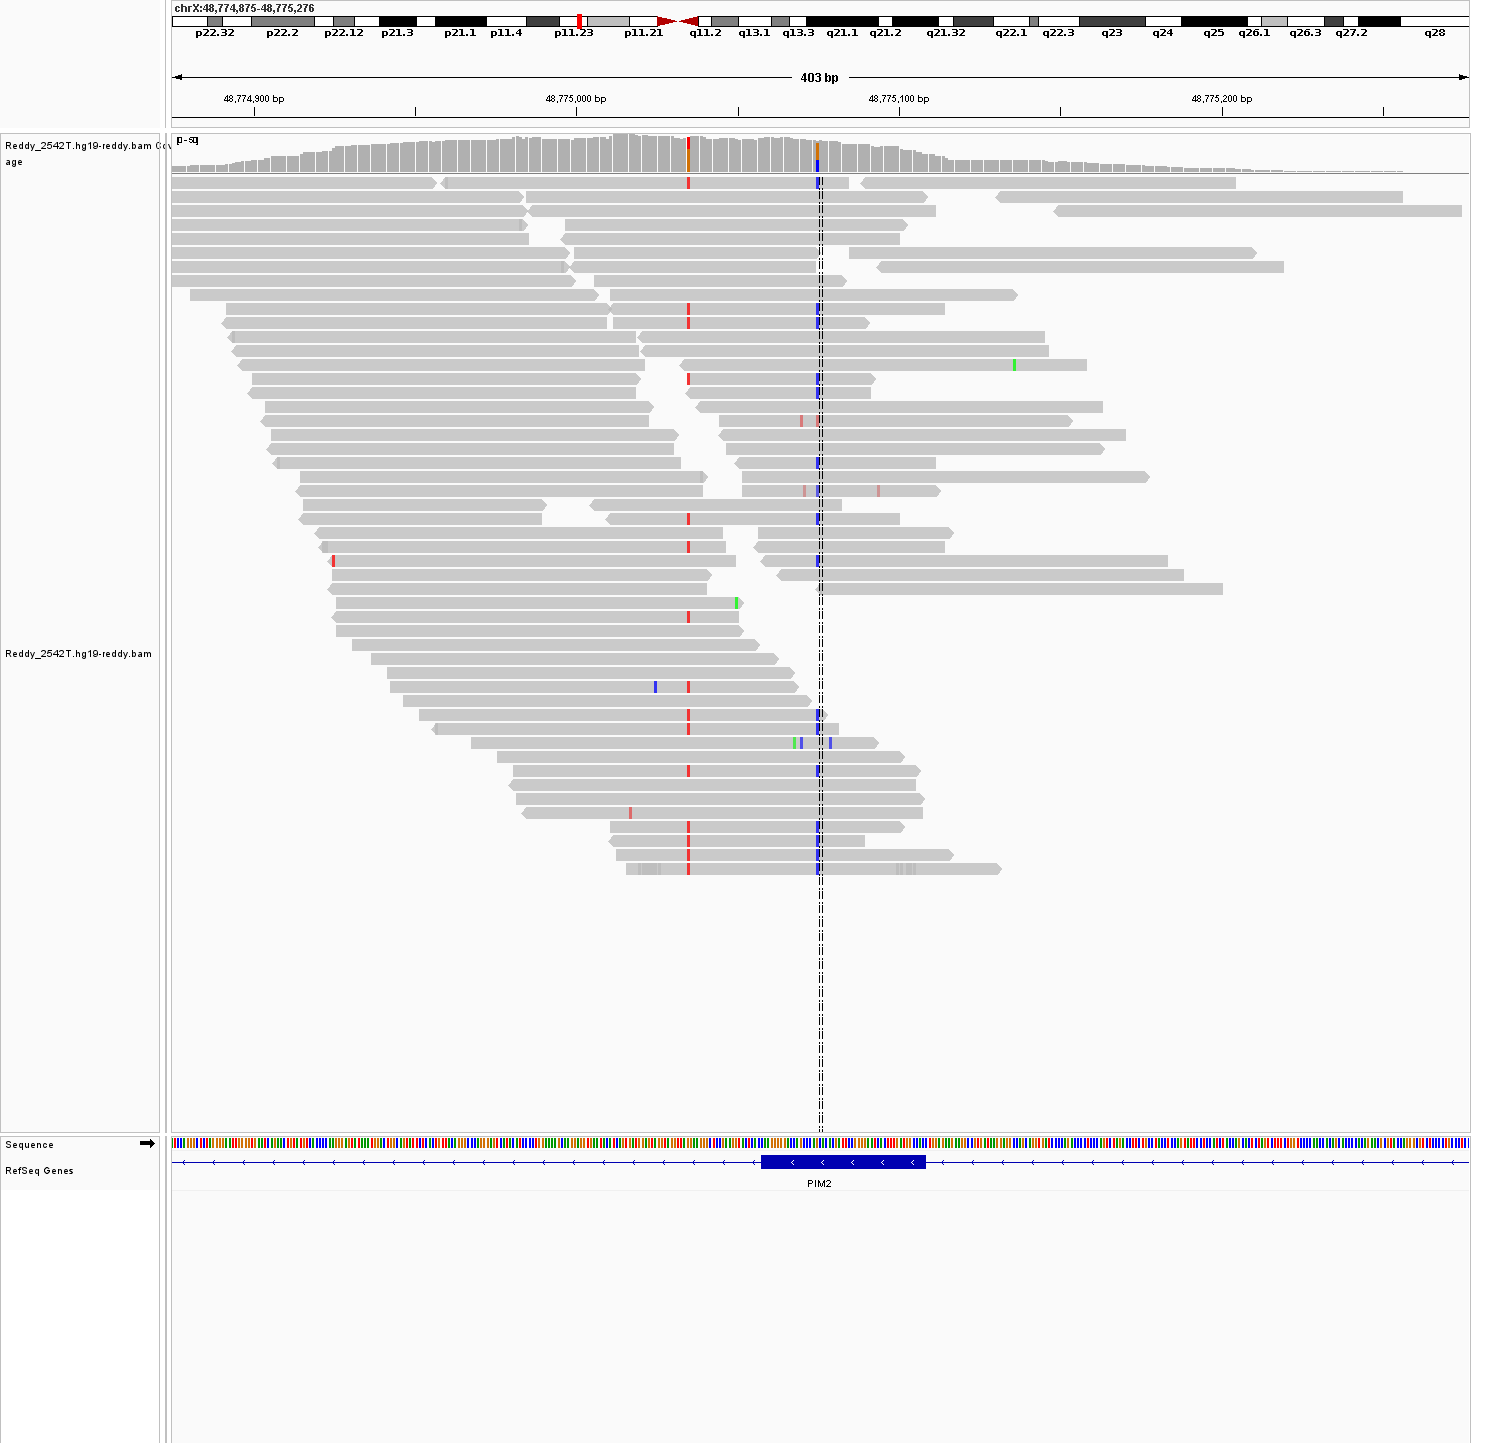 chrX:48,774,875-48,775,276
p22.32 p22.2 p22.12 p21.3 p21.1 p11.4 p11.23 p11.21 q11.2 q13.1 q13.3 q21.1 q21.2 q21.32 q22.1 q22.3 q23 q24 q25 q26.1 q26.3 q27.2 q28
403 bp
48,774,900 bp 48,775,000 bp 48,775,100 bp 48,775,200 bp
Reddy_2542T.hg19-reddy.bam Cov
age
Reddy_2542T.hg19-reddy.bam
Sequence
RefSeq Genes
PIM2